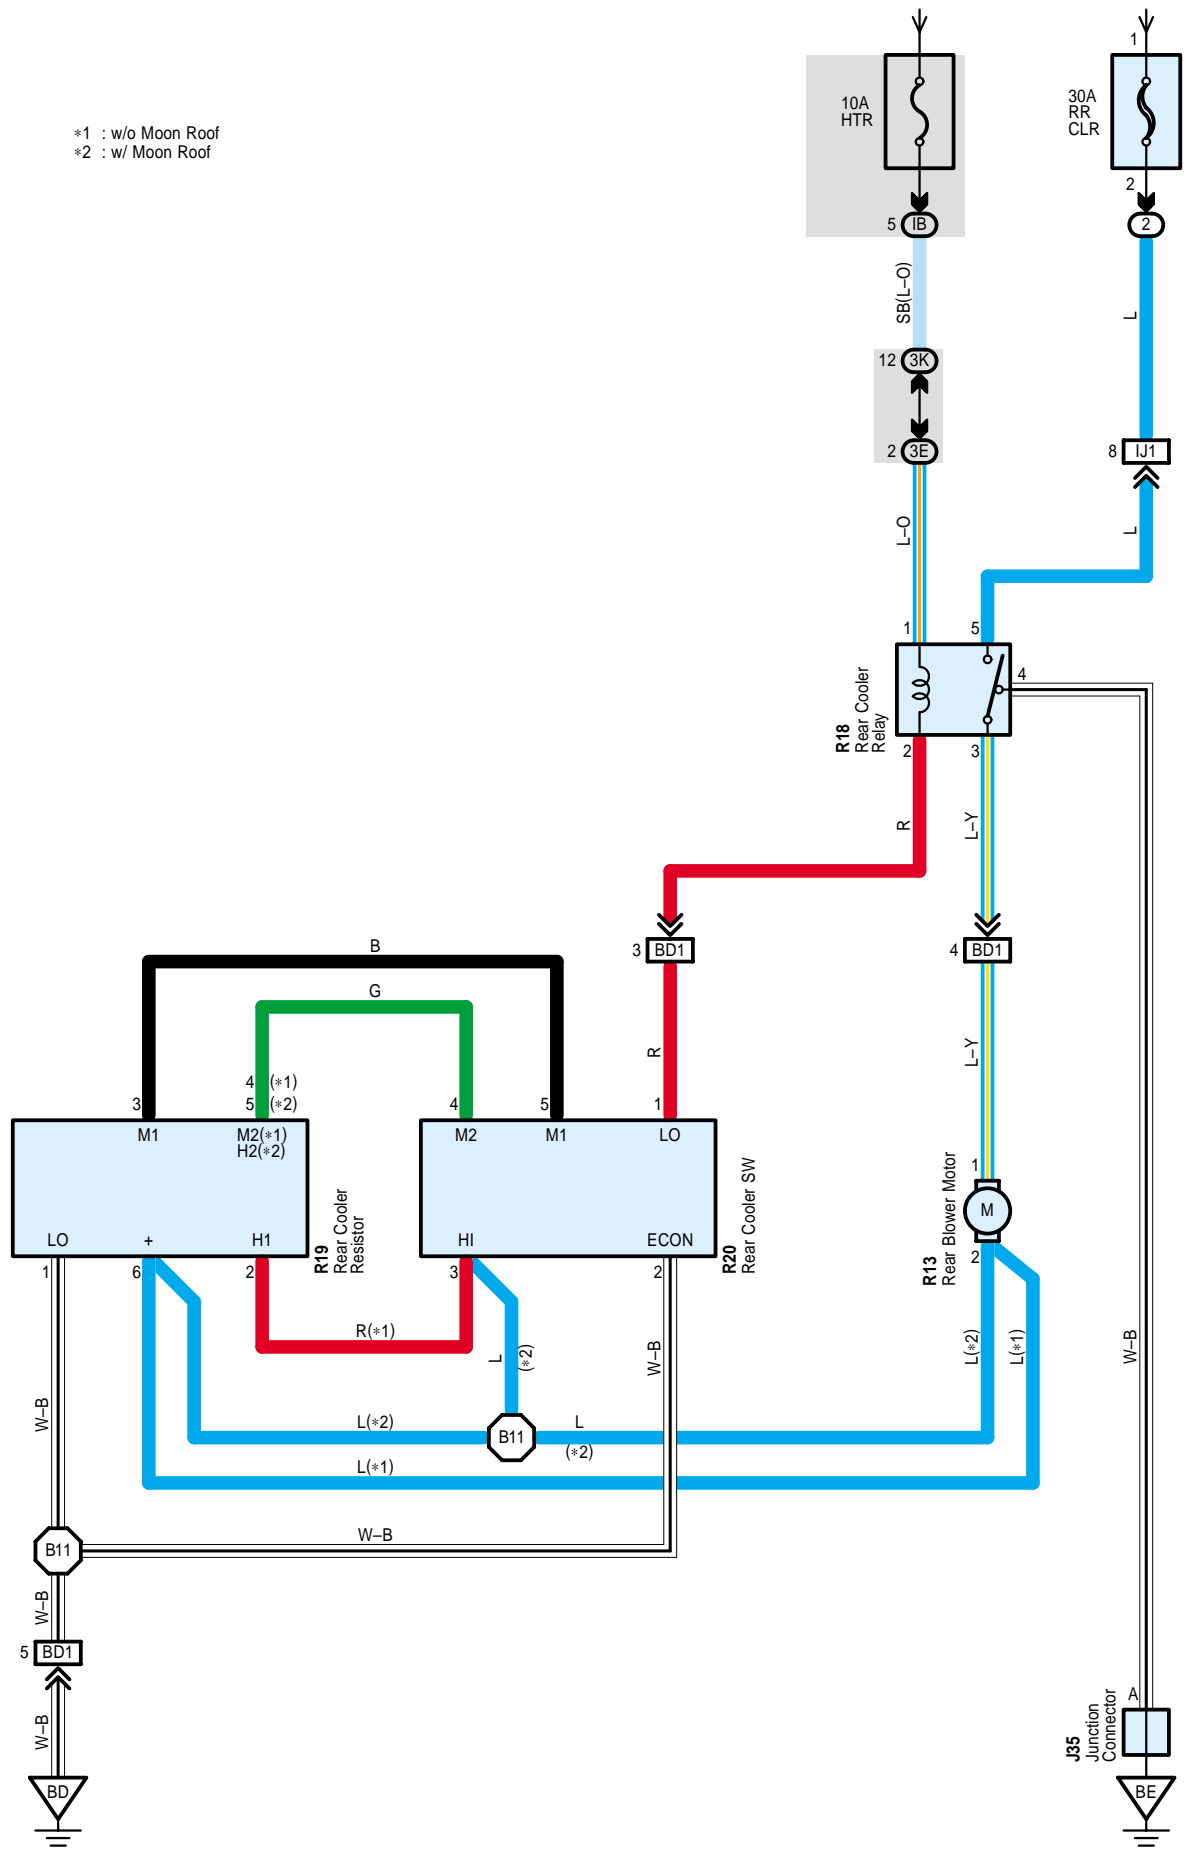 *1 : w/o Moon Roof
*2 : w/ Moon Roof
10A
HTR
1
30A
RR
CLR
2
5 IB
2
SB(L–O)
L
12 3K
2 3E
8 IJ1
L–O
L
1
5
4
R18
Rear Cooler
Relay
2
3
R
L–Y
W–B
3 BD1
4 BD1
B
G
R
L–Y
3
4 (*1)
5 (*2)
4
5
1
M1
M2(*1)
H2(*2)
M2
M1
LO
LO
+
H1
R19
Rear Cooler
Resistor
HI
ECON
R20
Rear Cooler SW
1
M
R13
Rear Blower Motor
2
1
6
2
3
2
R(*1)
L
(*2)
W–B
L(*2)
L(*1)
W–B
L(*2)
B11
L
(*2)
L(*1)
B11
W–B
W–B
5 BD1
W–B
BD
A
J35
Junction
Connector
BE